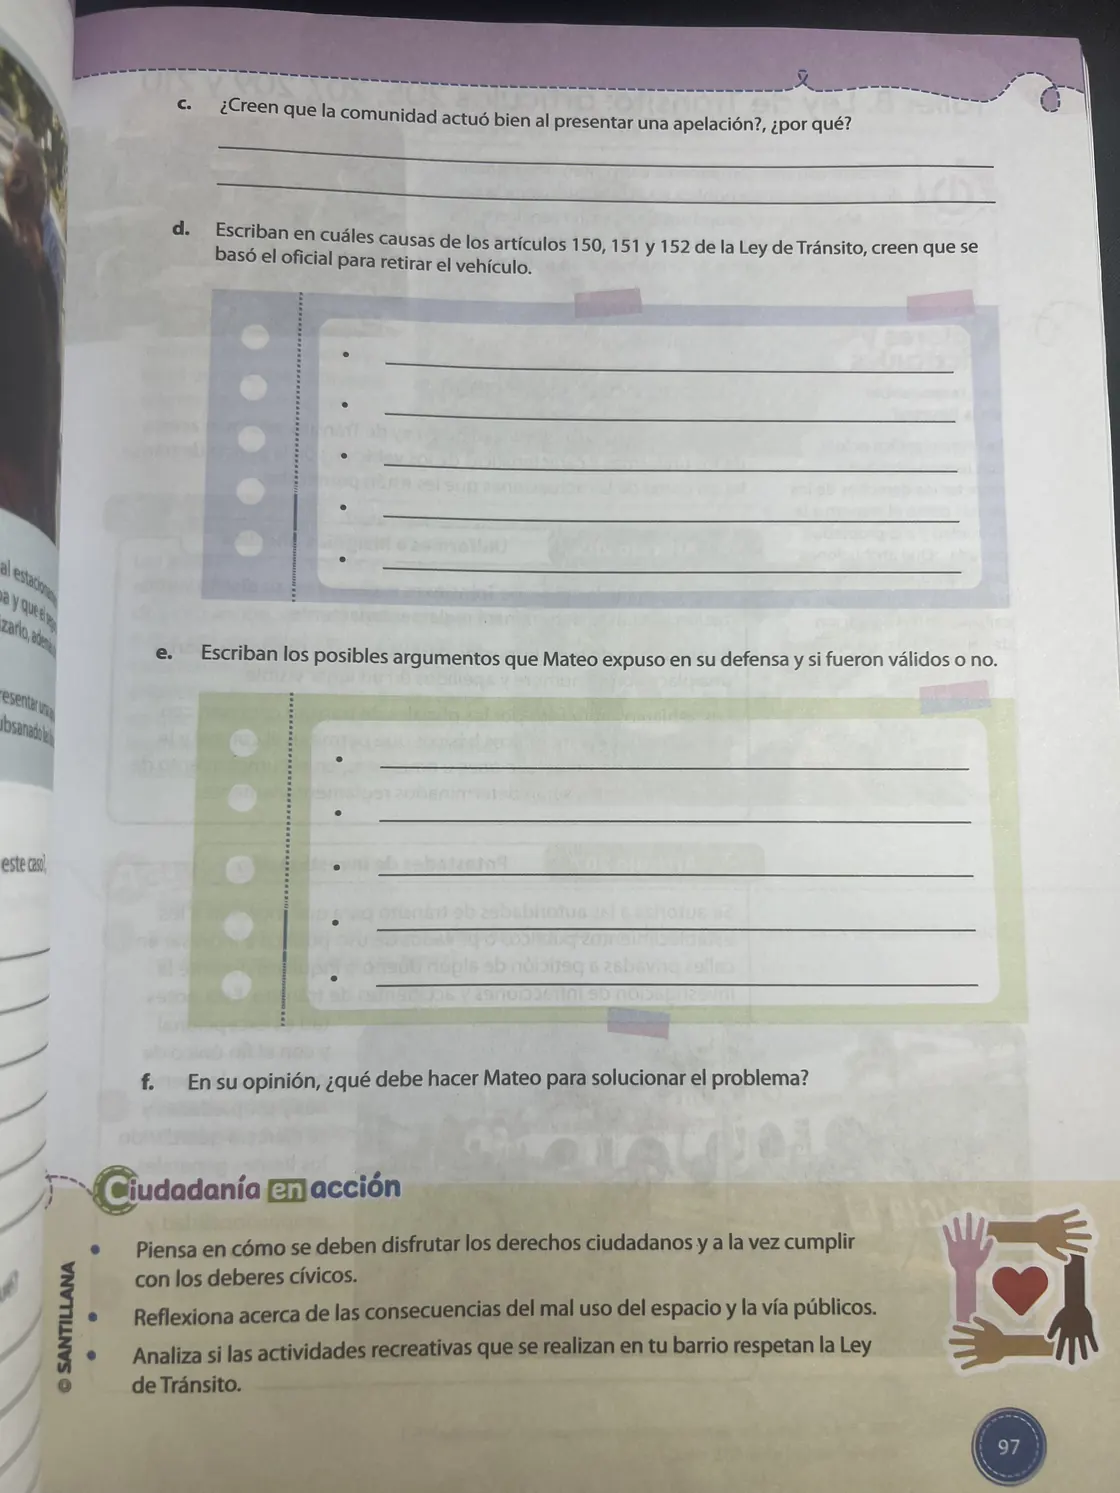 c. ¿Creen que la comunidad actuó bien al presentar una apelación?, ¿por qué?
d. Escriban en cuáles causas de los artículos 150, 151 y 152 de la Ley de Tránsito, creen que se
basó el oficial para retirar el vehículo.
e. Escriban los posibles argumentos que Mateo expuso en su defensa y si fueron válidos o no.
este caso?,
f. En su opinión, ¿qué debe hacer Mateo para solucionar el problema?
Ciudadanía en acción
• Piensa en cómo se deben disfrutar los derechos ciudadanos y a la vez cumplir
con los deberes cívicos.
• Reflexiona acerca de las consecuencias del mal uso del espacio y la vía públicos.
• Analiza si las actividades recreativas que se realizan en tu barrio respetan la Ley
de Tránsito.
© SANTILLANA
97